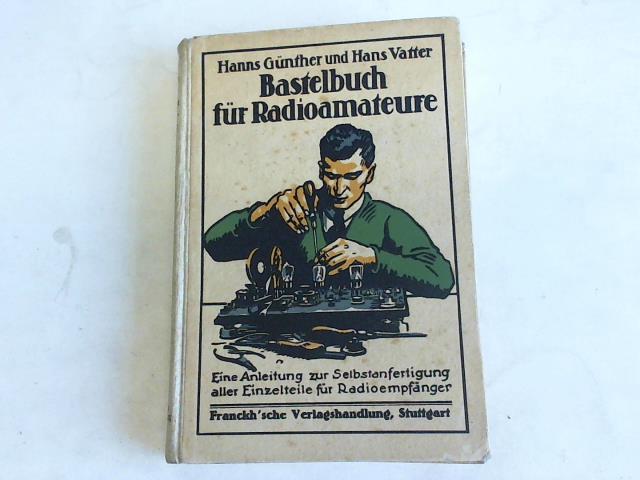 Hanns Günther und Hans Vatter
Bastelbuch
für Radioamateure
Eine Anleitung zur Selbstanfertigung
aller Einzelteile für Radioempfänger
Franckh'sche Verlagshandlung, Stuttgart